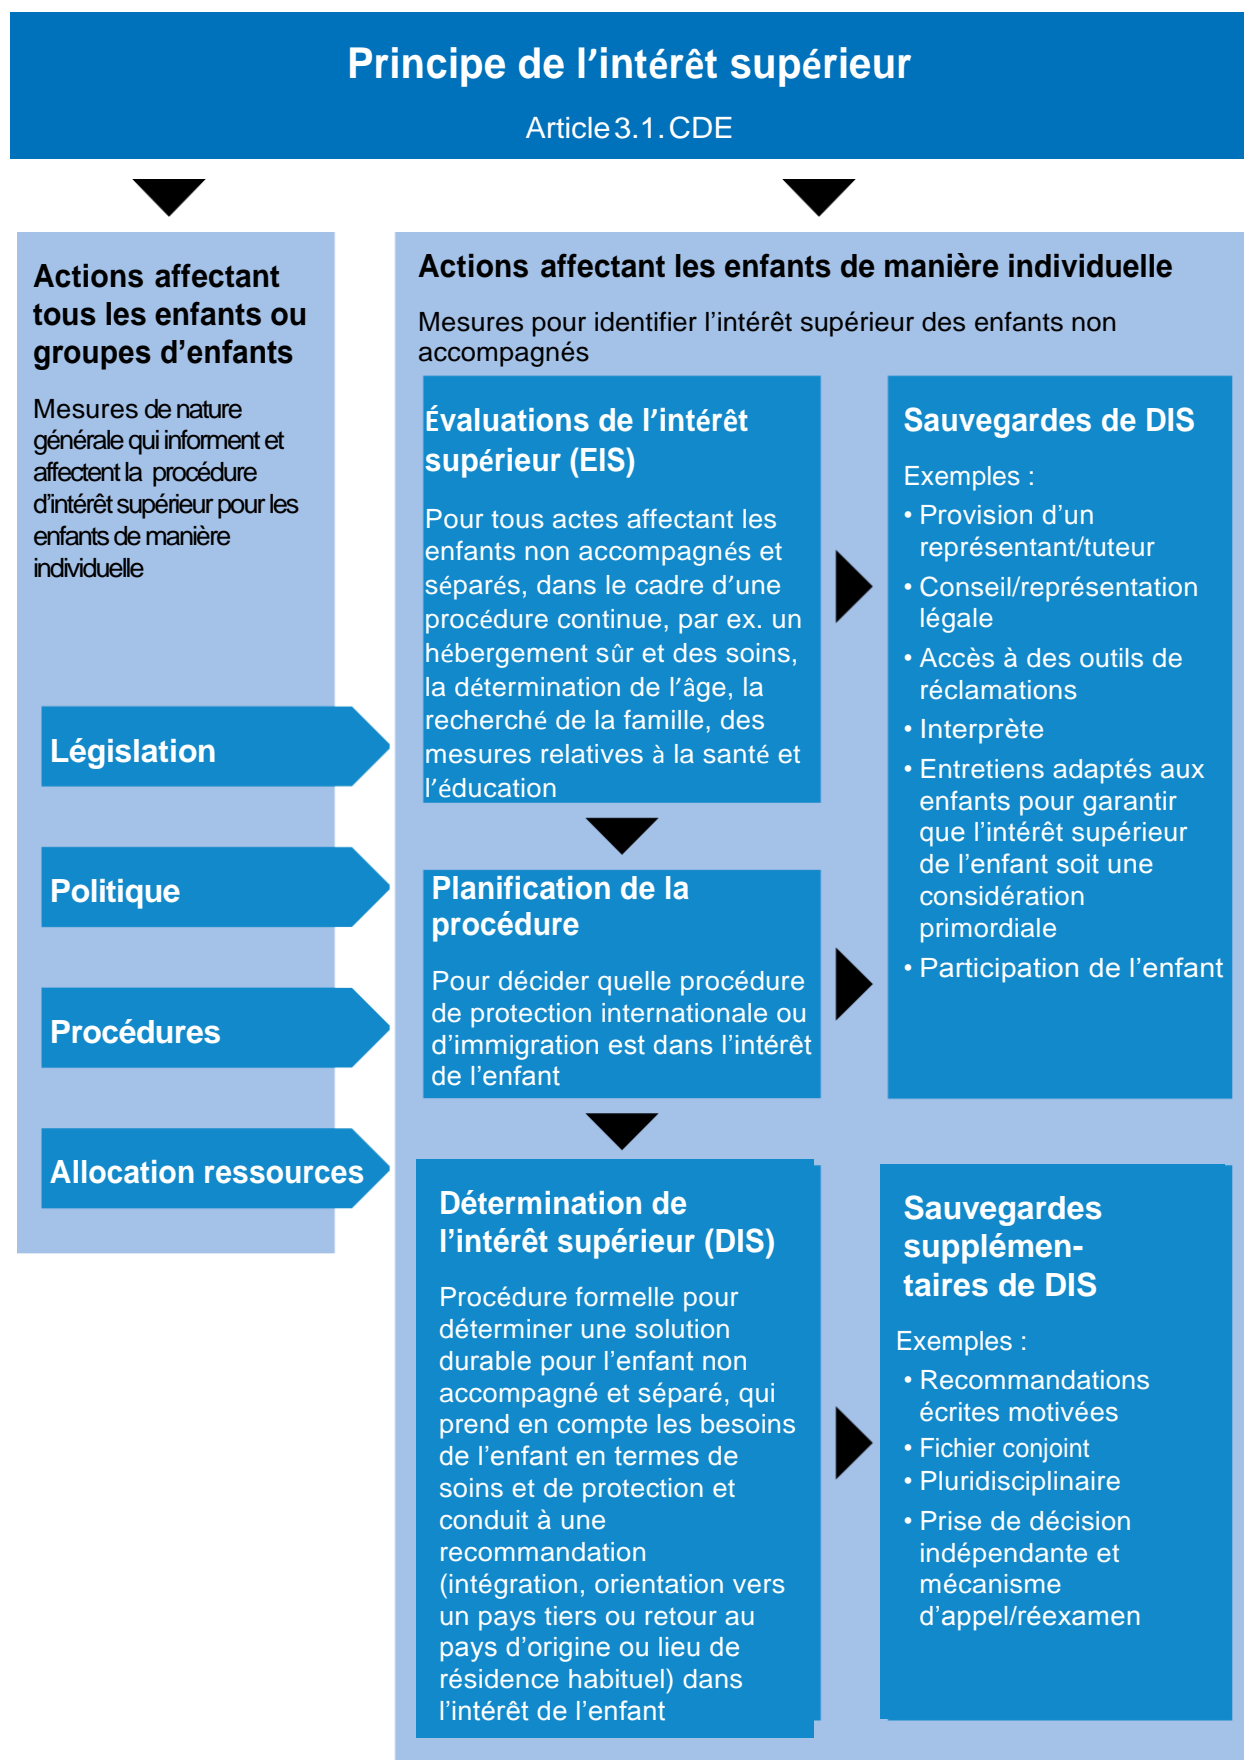 Principe de l’intérêt supérieur
Article 3.1. CDE
Actions affectant
tous les enfants ou
groupes d’enfants
Mesures de nature
générale qui informent et
affectent la procédure
d’intérêt supérieur pour les
enfants de manière
individuelle
Législation
Politique
Procédures
Allocation ressources
Actions affectant les enfants de manière individuelle
Mesures pour identifier l’intérêt supérieur des enfants non
accompagnés
Évaluations de l’intérêt
supérieur (EIS)
Pour tous actes affectant les
enfants non accompagnés et
séparés, dans le cadre d’une
procédure continue, par ex. un
hébergement sûr et des soins,
la détermination de l’âge, la
recherché de la famille, des
mesures relatives à la santé et
l’éducation
Planification de la
procédure
Pour décider quelle procédure
de protection internationale ou
d’immigration est dans l’intérêt
de l’enfant
Sauvegardes de DIS
Exemples :
• Provision d’un
représentant/tuteur
• Conseil/représentation
légale
• Accès à des outils de
réclamations
• Interprète
• Entretiens adaptés aux
enfants pour garantir
que l’intérêt supérieur
de l’enfant soit une
considération
primordiale
• Participation de l’enfant
Détermination de
l’intérêt supérieur (DIS)
Procédure formelle pour
déterminer une solution
durable pour l’enfant non
accompagné et séparé, qui
prend en compte les besoins
de l’enfant en termes de
soins et de protection et
conduit à une
recommandation
(intégration, orientation vers
un pays tiers ou retour au
pays d’origine ou lieu de
résidence habituel) dans
l’intérêt de l’enfant
Sauvegardes
supplémen-
taires de DIS
Exemples :
• Recommandations
écrites motivées
• Fichier conjoint
• Pluridisciplinaire
• Prise de décision
indépendante et
mécanisme
d’appel/réexamen